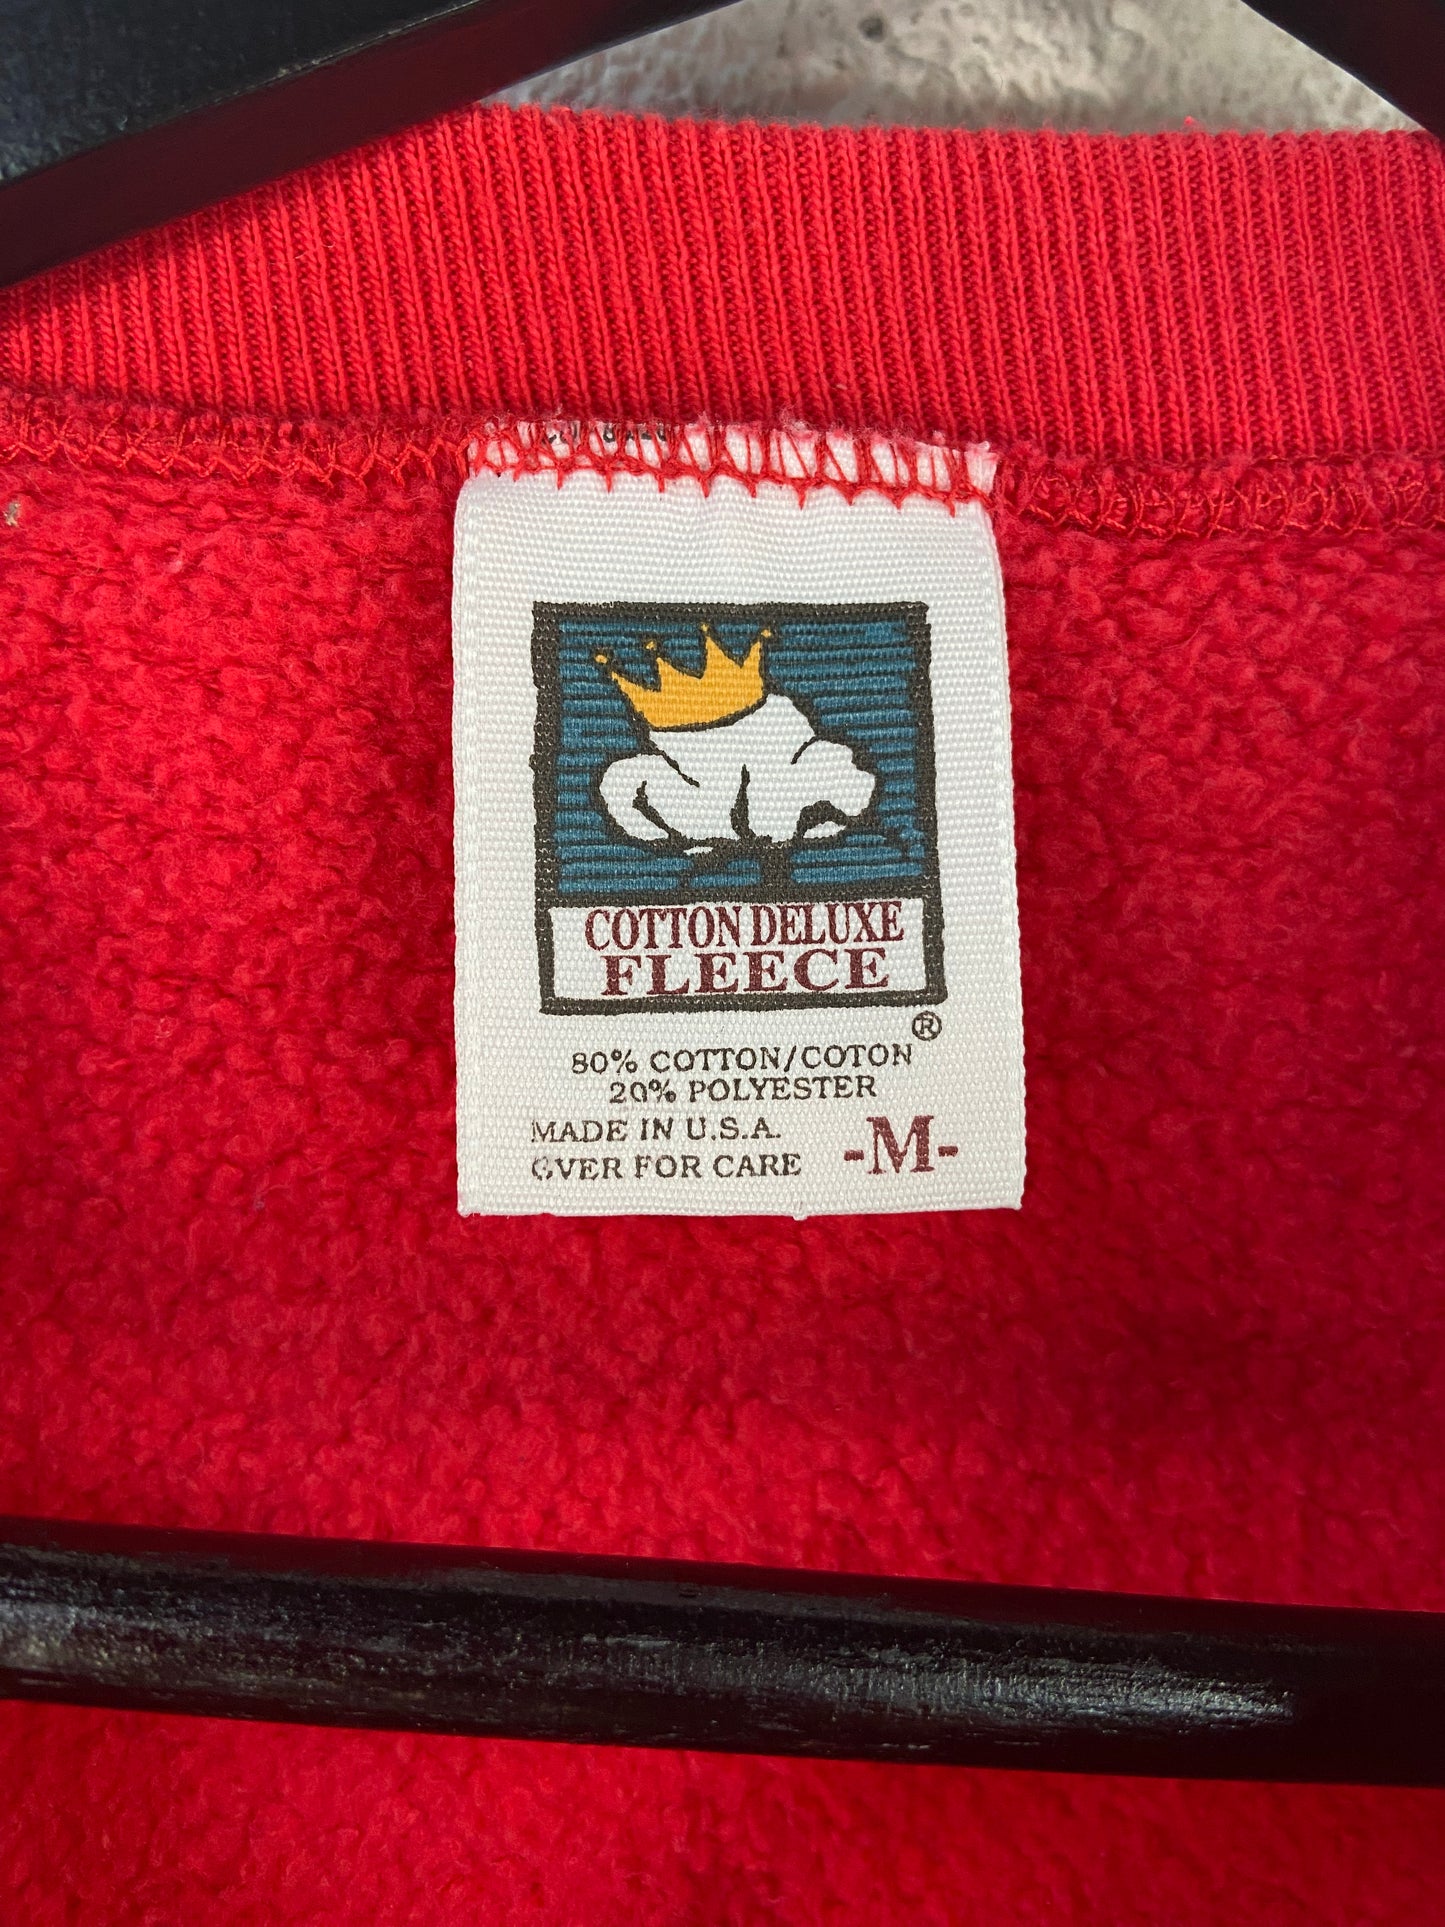 COTTON DELUXE
FLEECE
®
80% COTTON/COTON
20% POLYESTER
MADE IN U.S.A.
OVER FOR CARE
-M-